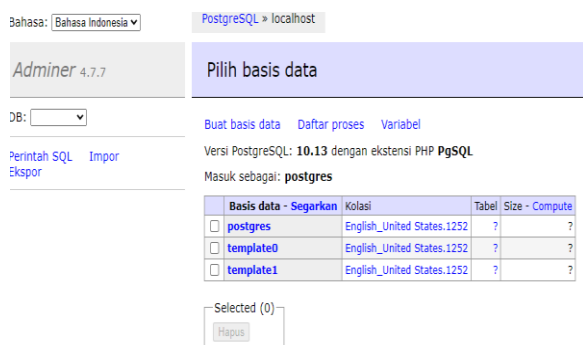 Bahasa: Bahasa Indonesia
PostgreSQL » localhost
Adminer 4.7.7
Pilih basis data
DB:
Buat basis data Daftar proses Variabel
Perintah SQL Impor
Ekspor
Versi PostgreSQL: 10.13 dengan ekstensi PHP PgSQL
Masuk sebagai: postgres
Basis data - Segarkan Kolasi Tabel Size - Compute
postgres English_United States.1252 ? ?
template0 English_United States.1252 ? ?
template1 English_United States.1252 ? ?
Selected (0)
Hapus